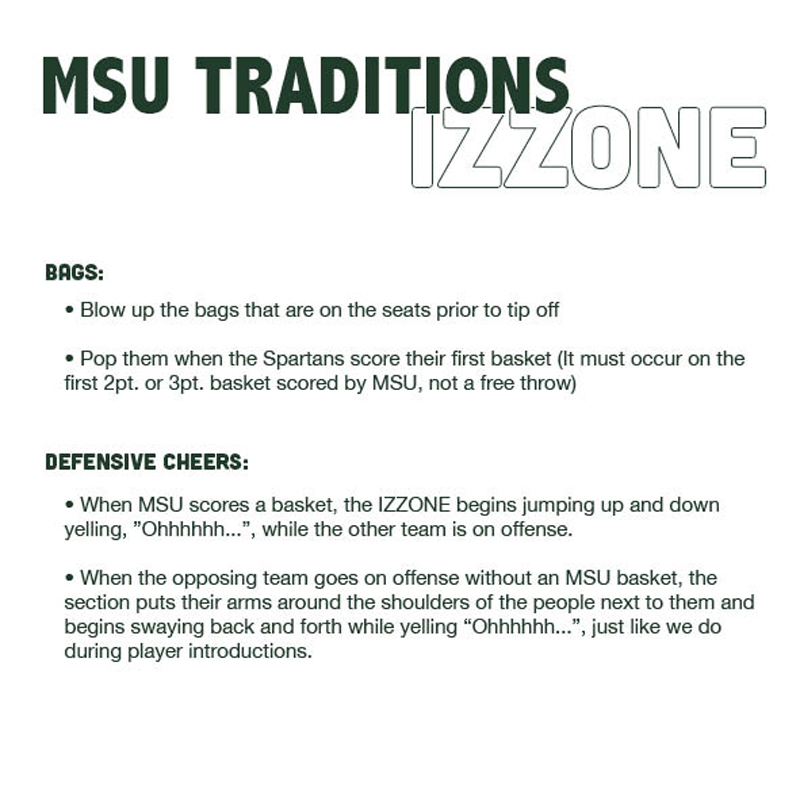 MSU TRADITIONS
IZZONE
BAGS:
• Blow up the bags that are on the seats prior to tip off
• Pop them when the Spartans score their first basket (It must occur on the
first 2pt. or 3pt. basket scored by MSU, not a free throw)
DEFENSIVE CHEERS:
• When MSU scores a basket, the IZZONE begins jumping up and down
yelling, ”Ohhhhhh...”, while the other team is on offense.
• When the opposing team goes on offense without an MSU basket, the
section puts their arms around the shoulders of the people next to them and
begins swaying back and forth while yelling “Ohhhhhh...”, just like we do
during player introductions.